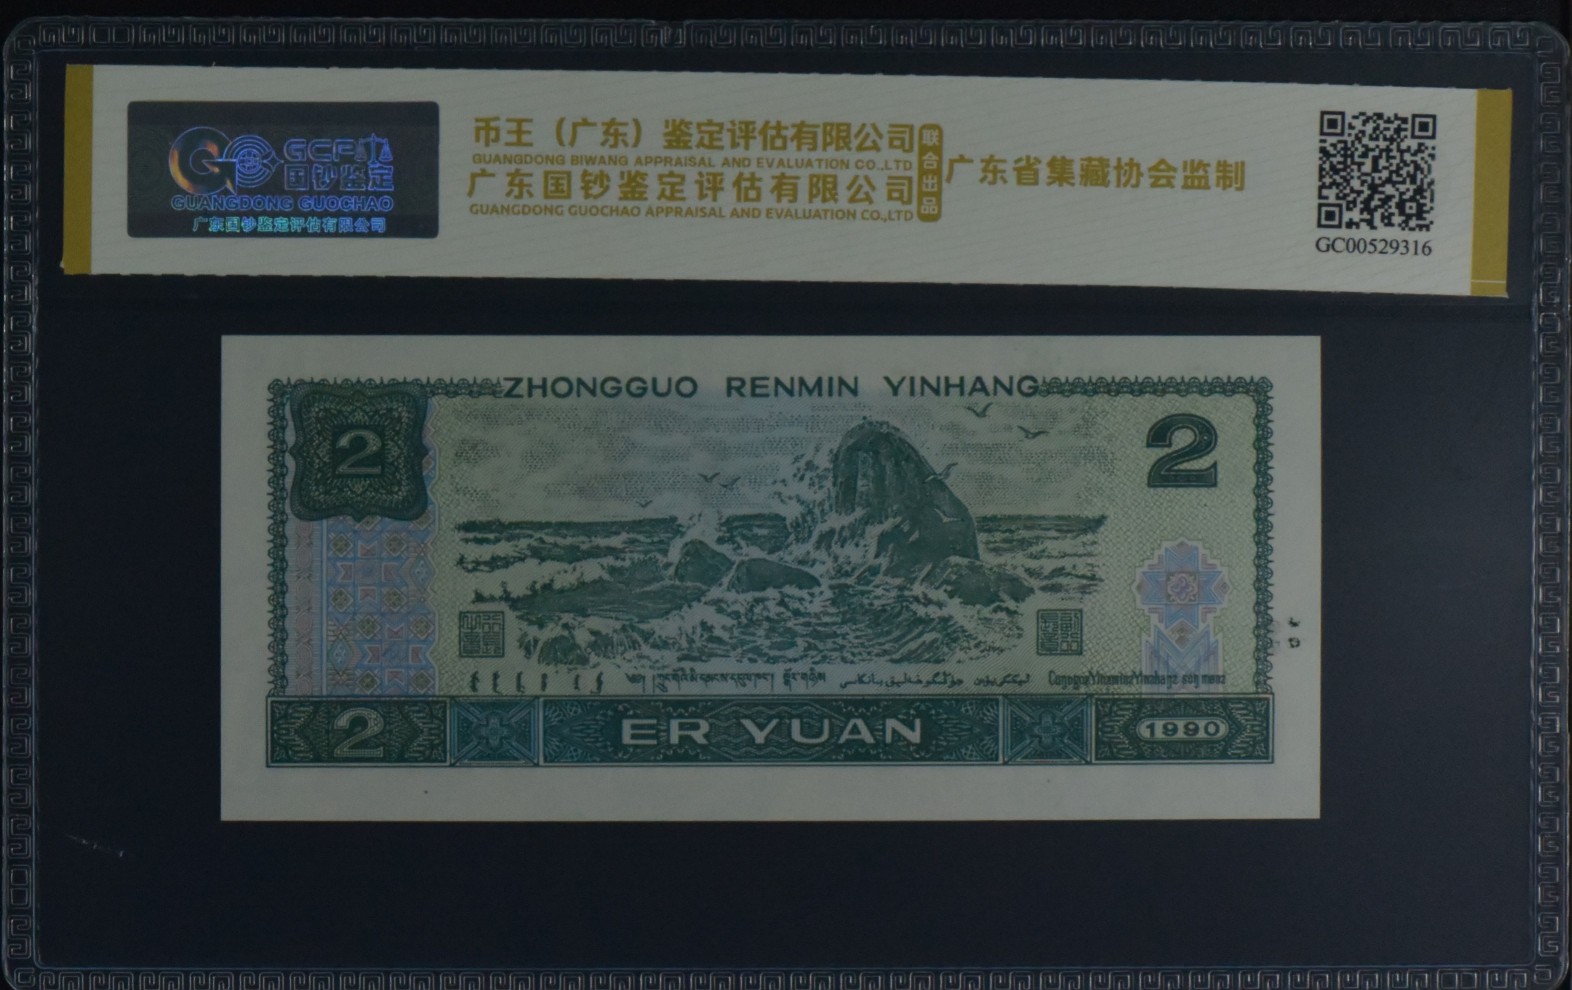 GCP
国钞鉴定
GUANGDONG GUOCHAO
广东国钞鉴定评估有限公司
币王（广东）鉴定评估有限公司
GUANGDONG BIWANG APPRAISAL AND EVALUATION CO.,LTD
广东国钞鉴定评估有限公司
GUANGDONG GUOCHAO APPRAISAL AND EVALUATION CO.,LTD
联合出品
广东省集藏协会监制
GC00529316
ZHONGGUO RENMIN YINHANG
2
2
2
ER YUAN
1990